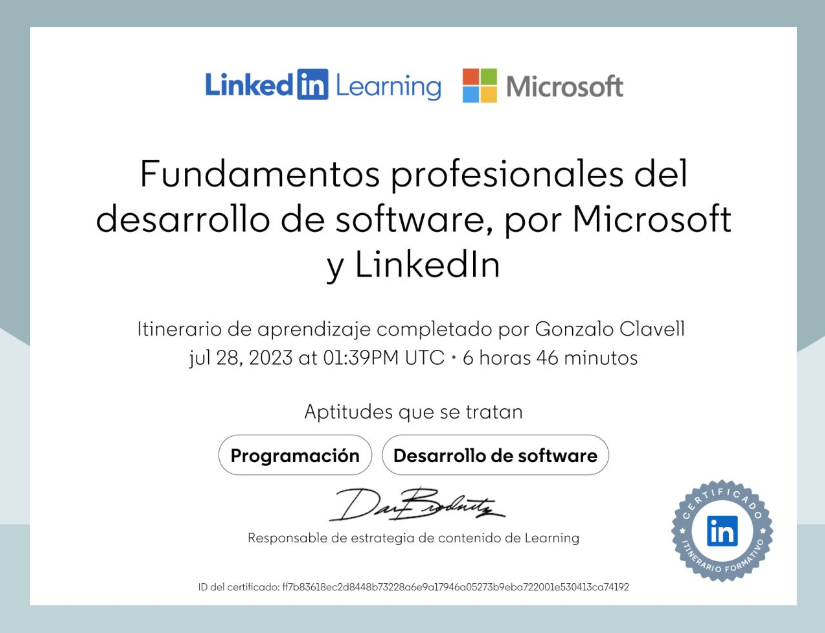 LinkedIn Learning Microsoft
Fundamentos profesionales del
desarrollo de software, por Microsoft
y LinkedIn
Itinerario de aprendizaje completado por Gonzalo Clavell
jul 28, 2023 at 01:39PM UTC • 6 horas 46 minutos
Aptitudes que se tratan
Programación Desarrollo de software
Responsable de estrategia de contenido de Learning
CERTIFICADO
in
ITINERARIO FORMATIVO
ID del certificado: ff7b83618ec2d8448b73228a6e9a17946a05273b9eba722001e530413ca74192